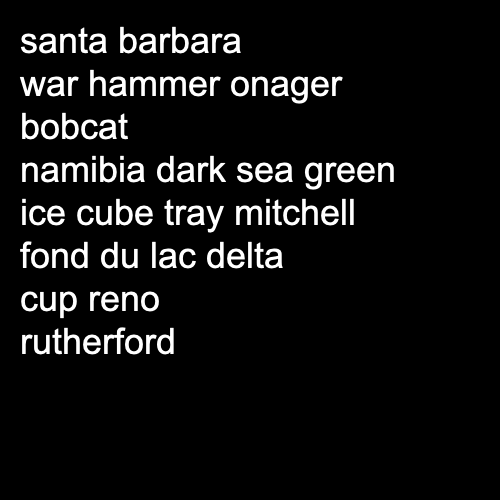 santa barbara
war hammer onager
bobcat
namibia dark sea green
ice cube tray mitchell
fond du lac delta
cup reno
rutherford